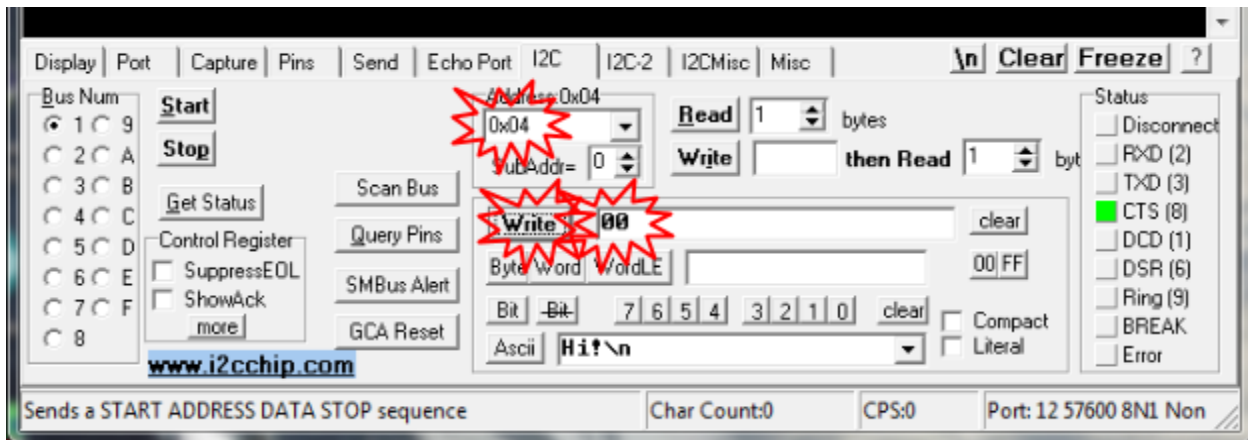 Display Port Capture Pins Send Echo Port I2C I2C-2 I2CMisc Misc \n Clear Freeze ?
Bus Num
1 9
2 A
3 B
4 C
5 D
6 E
7 F
8
Start
Stop
Get Status
Control Register
SuppressEOL
ShowAck
more
www.i2cchip.com
Scan Bus
Query Pins
SMBus Alert
GCA Reset
Address:0x04
0x04
SubAddr= 0
Read 1 bytes
Write then Read 1 byt
Write 00 clear
Byte Word WordLE 00 FF
Bit Bit 7 6 5 4 3 2 1 0 clear
Ascii Hi!\n
Compact
Literal
Status
Disconnect
RXD (2)
TXD (3)
CTS (8)
DCD (1)
DSR (6)
Ring (9)
BREAK
Error
Sends a START ADDRESS DATA STOP sequence Char Count:0 CPS:0 Port: 12 57600 8N1 Non